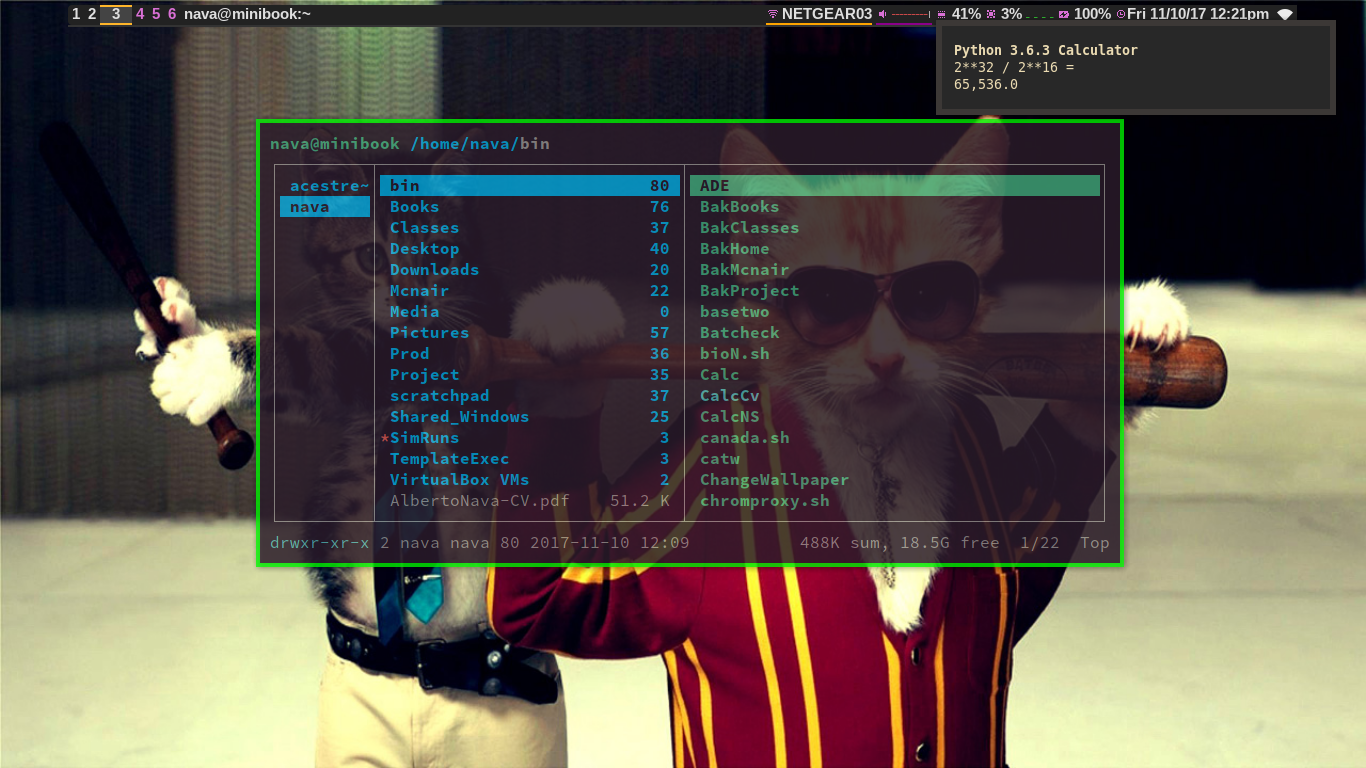 1 2 3 4 5 6 nava@minibook:~ NETGEAR03 41% 3% 100% Fri 11/10/17 12:21pm
Python 3.6.3 Calculator
2**32 / 2**16 =
65,536.0
nava@minibook /home/nava/bin
acestre~ bin 80 ADE
nava Books 76 BakBooks
Classes 37 BakClasses
Desktop 40 BakHome
Downloads 20 BakMcnair
Mcnair 22 BakProject
Media 0 basetwo
Pictures 57 Batcheck
Prod 36 bioN.sh
Project 35 Calc
scratchpad 37 CalcCv
Shared_Windows 25 CalcNS
*SimRuns 3 canada.sh
TemplateExec 3 catw
VirtualBox VMs 2 ChangeWallpaper
AlbertoNava-CV.pdf 51.2 K chromproxy.sh
drwxr-xr-x 2 nava nava 80 2017-11-10 12:09 488K sum, 18.5G free 1/22 Top